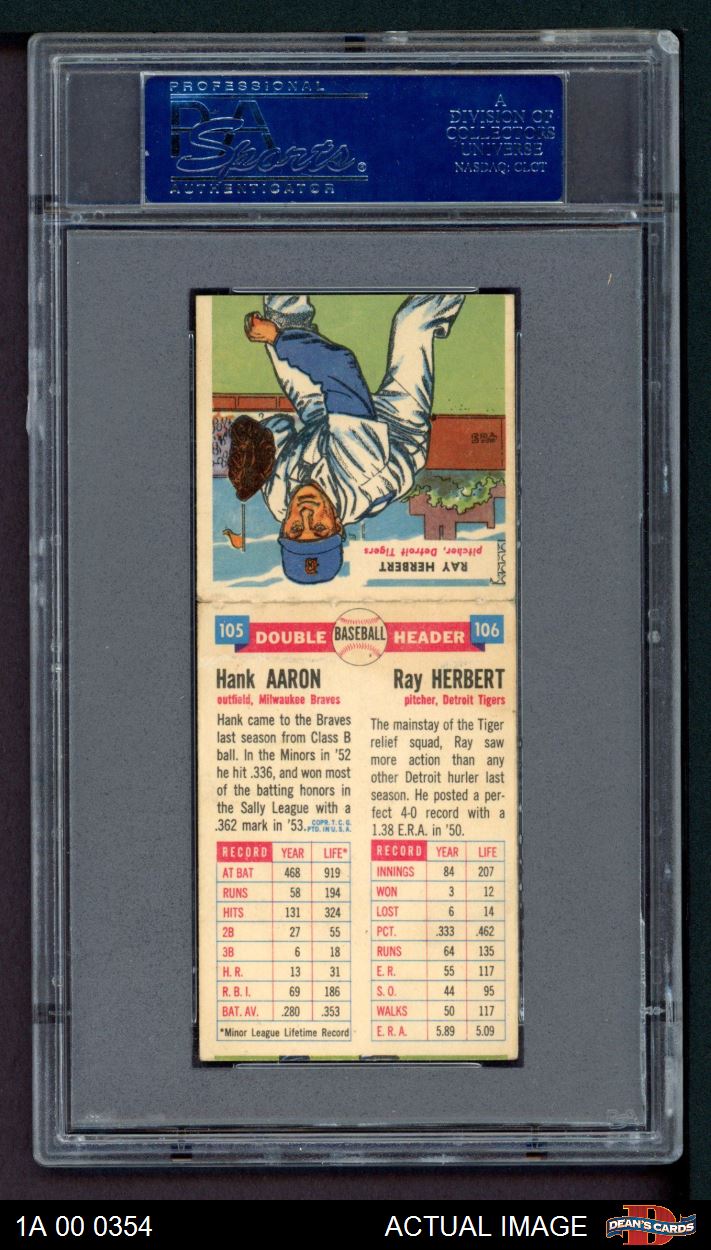 PROFESSIONAL
PSA
Sports®
AUTHENTICATOR
A
DIVISION OF
COLLECTORS
UNIVERSE
NASDAQ: CLCT
ERA
pitcher, Detroit Tigers
RAY HERBERT
105 DOUBLE BASEBALL HEADER 106
Hank AARON
outfield, Milwaukee Braves
Hank came to the Braves
last season from Class B
ball. In the Minors in '52
he hit .336, and won most
of the batting honors in
the Sally League with a
.362 mark in '53. COPR. T. C. G.
PTD. IN U. S. A.
RECORD YEAR LIFE*
AT BAT 468 919
RUNS 58 194
HITS 131 324
2B 27 55
3B 6 18
H. R. 13 31
R. B. I. 69 186
BAT. AV. .280 .353
*Minor League Lifetime Record
Ray HERBERT
pitcher, Detroit Tigers
The mainstay of the Tiger
relief squad, Ray saw
more action than any
other Detroit hurler last
season. He posted a per-
fect 4-0 record with a
1.38 E.R.A. in '50.
RECORD YEAR LIFE
INNINGS 84 207
WON 3 12
LOST 6 14
PCT. .333 .462
RUNS 64 135
E. R. 55 117
S. O. 44 95
WALKS 50 117
E. R. A. 5.89 5.09
1A 00 0354
ACTUAL IMAGE
DEAN'S CARDS